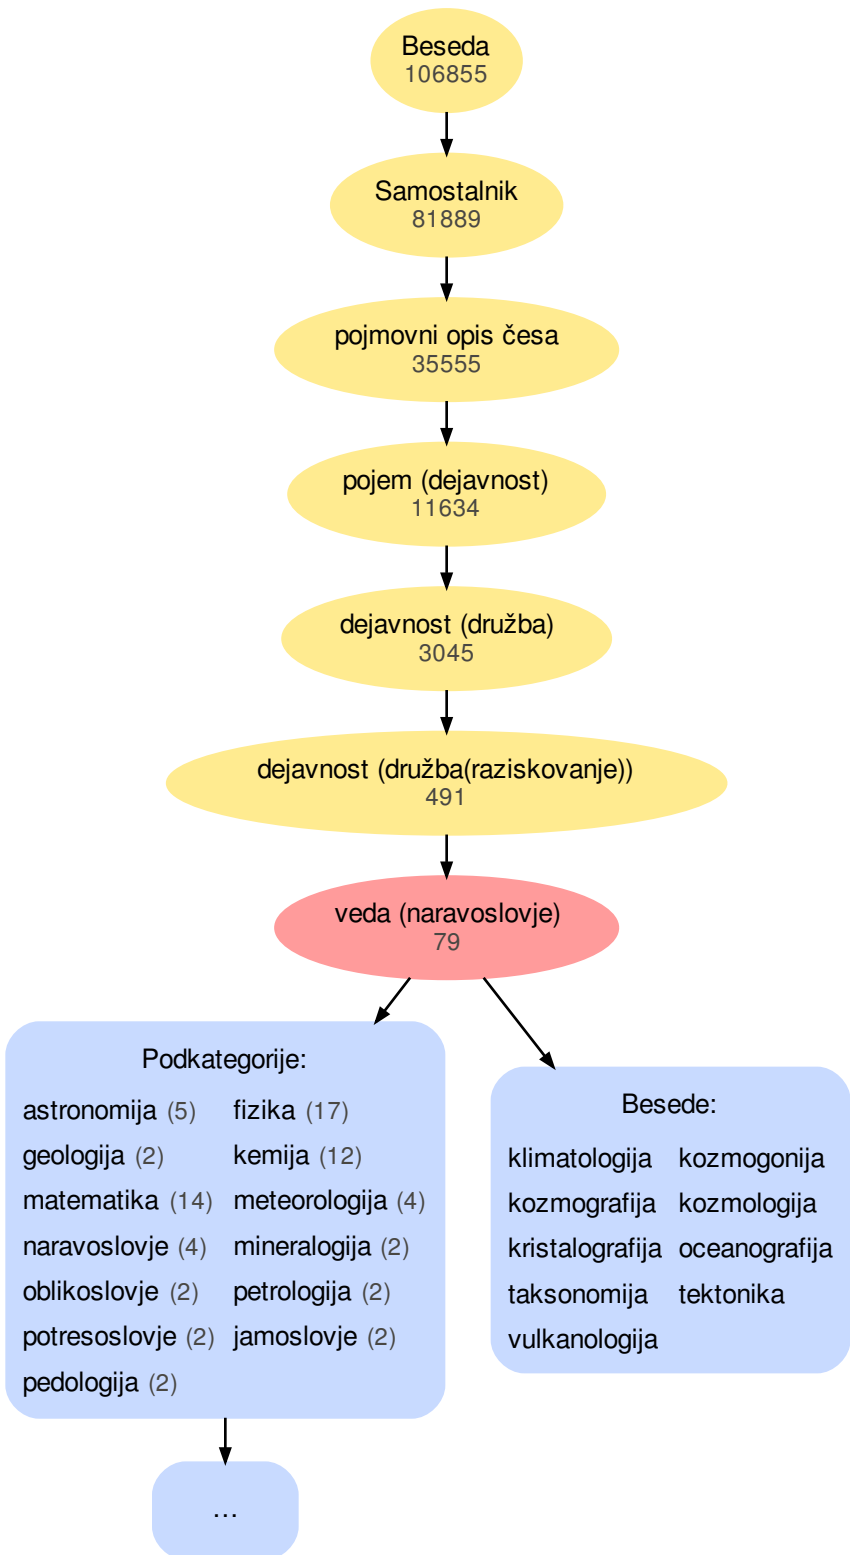 Beseda
106855
Samostalnik
81889
pojmovni opis česa
35555
pojem (dejavnost)
11634
dejavnost (družba)
3045
dejavnost (družba(raziskovanje))
491
veda (naravoslovje)
79
Podkategorije:
astronomija (5) fizika (17)
geologija (2) kemija (12)
matematika (14) meteorologija (4)
naravoslovje (4) mineralogija (2)
oblikoslovje (2) petrologija (2)
potresoslovje (2) jamoslovje (2)
pedologija (2)
Besede:
klimatologija kozmogonija
kozmografija kozmologija
kristalografija oceanografija
taksonomija tektonika
vulkanologija
...